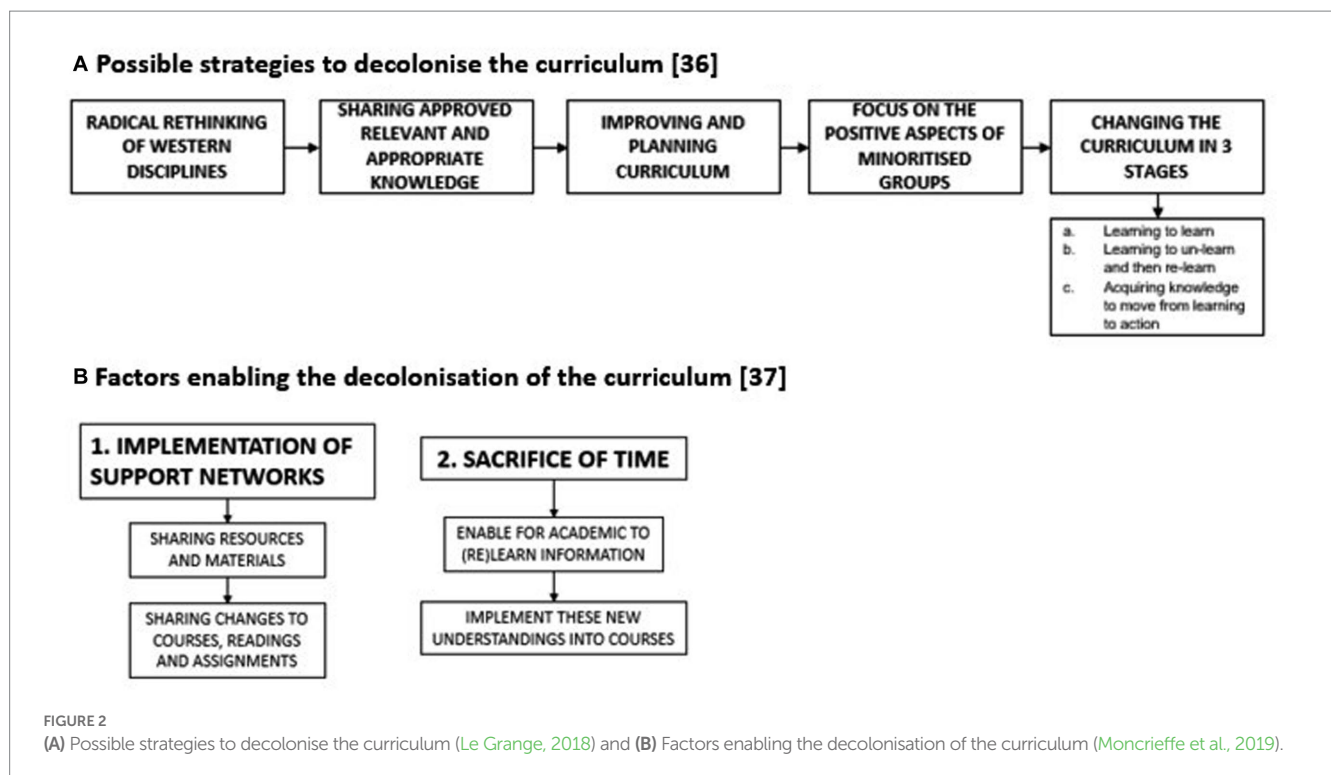 A Possible strategies to decolonise the curriculum [36]
RADICAL RETHINKING
OF WESTERN
DISCIPLINES
SHARING APPROVED
RELEVANT AND
APPROPRIATE
KNOWLEDGE
IMPROVING AND
PLANNING
CURRICULUM
FOCUS ON THE
POSITIVE ASPECTS OF
MINORITISED
GROUPS
CHANGING THE
CURRICULUM IN 3
STAGES
a. Learning to learn
b. Learning to un-learn
and then re-learn
c. Acquiring knowledge
to move from learning
to action
B Factors enabling the decolonisation of the curriculum [37]
1. IMPLEMENTATION OF
SUPPORT NETWORKS
SHARING RESOURCES
AND MATERIALS
SHARING CHANGES TO
COURSES, READINGS
AND ASSIGNMENTS
2. SACRIFICE OF TIME
ENABLE FOR ACADEMIC TO
(RE)LEARN INFORMATION
IMPLEMENT THESE NEW
UNDERSTANDINGS INTO COURSES
FIGURE 2
(A) Possible strategies to decolonise the curriculum (Le Grange, 2018) and (B) Factors enabling the decolonisation of the curriculum (Moncrieffe et al., 2019).